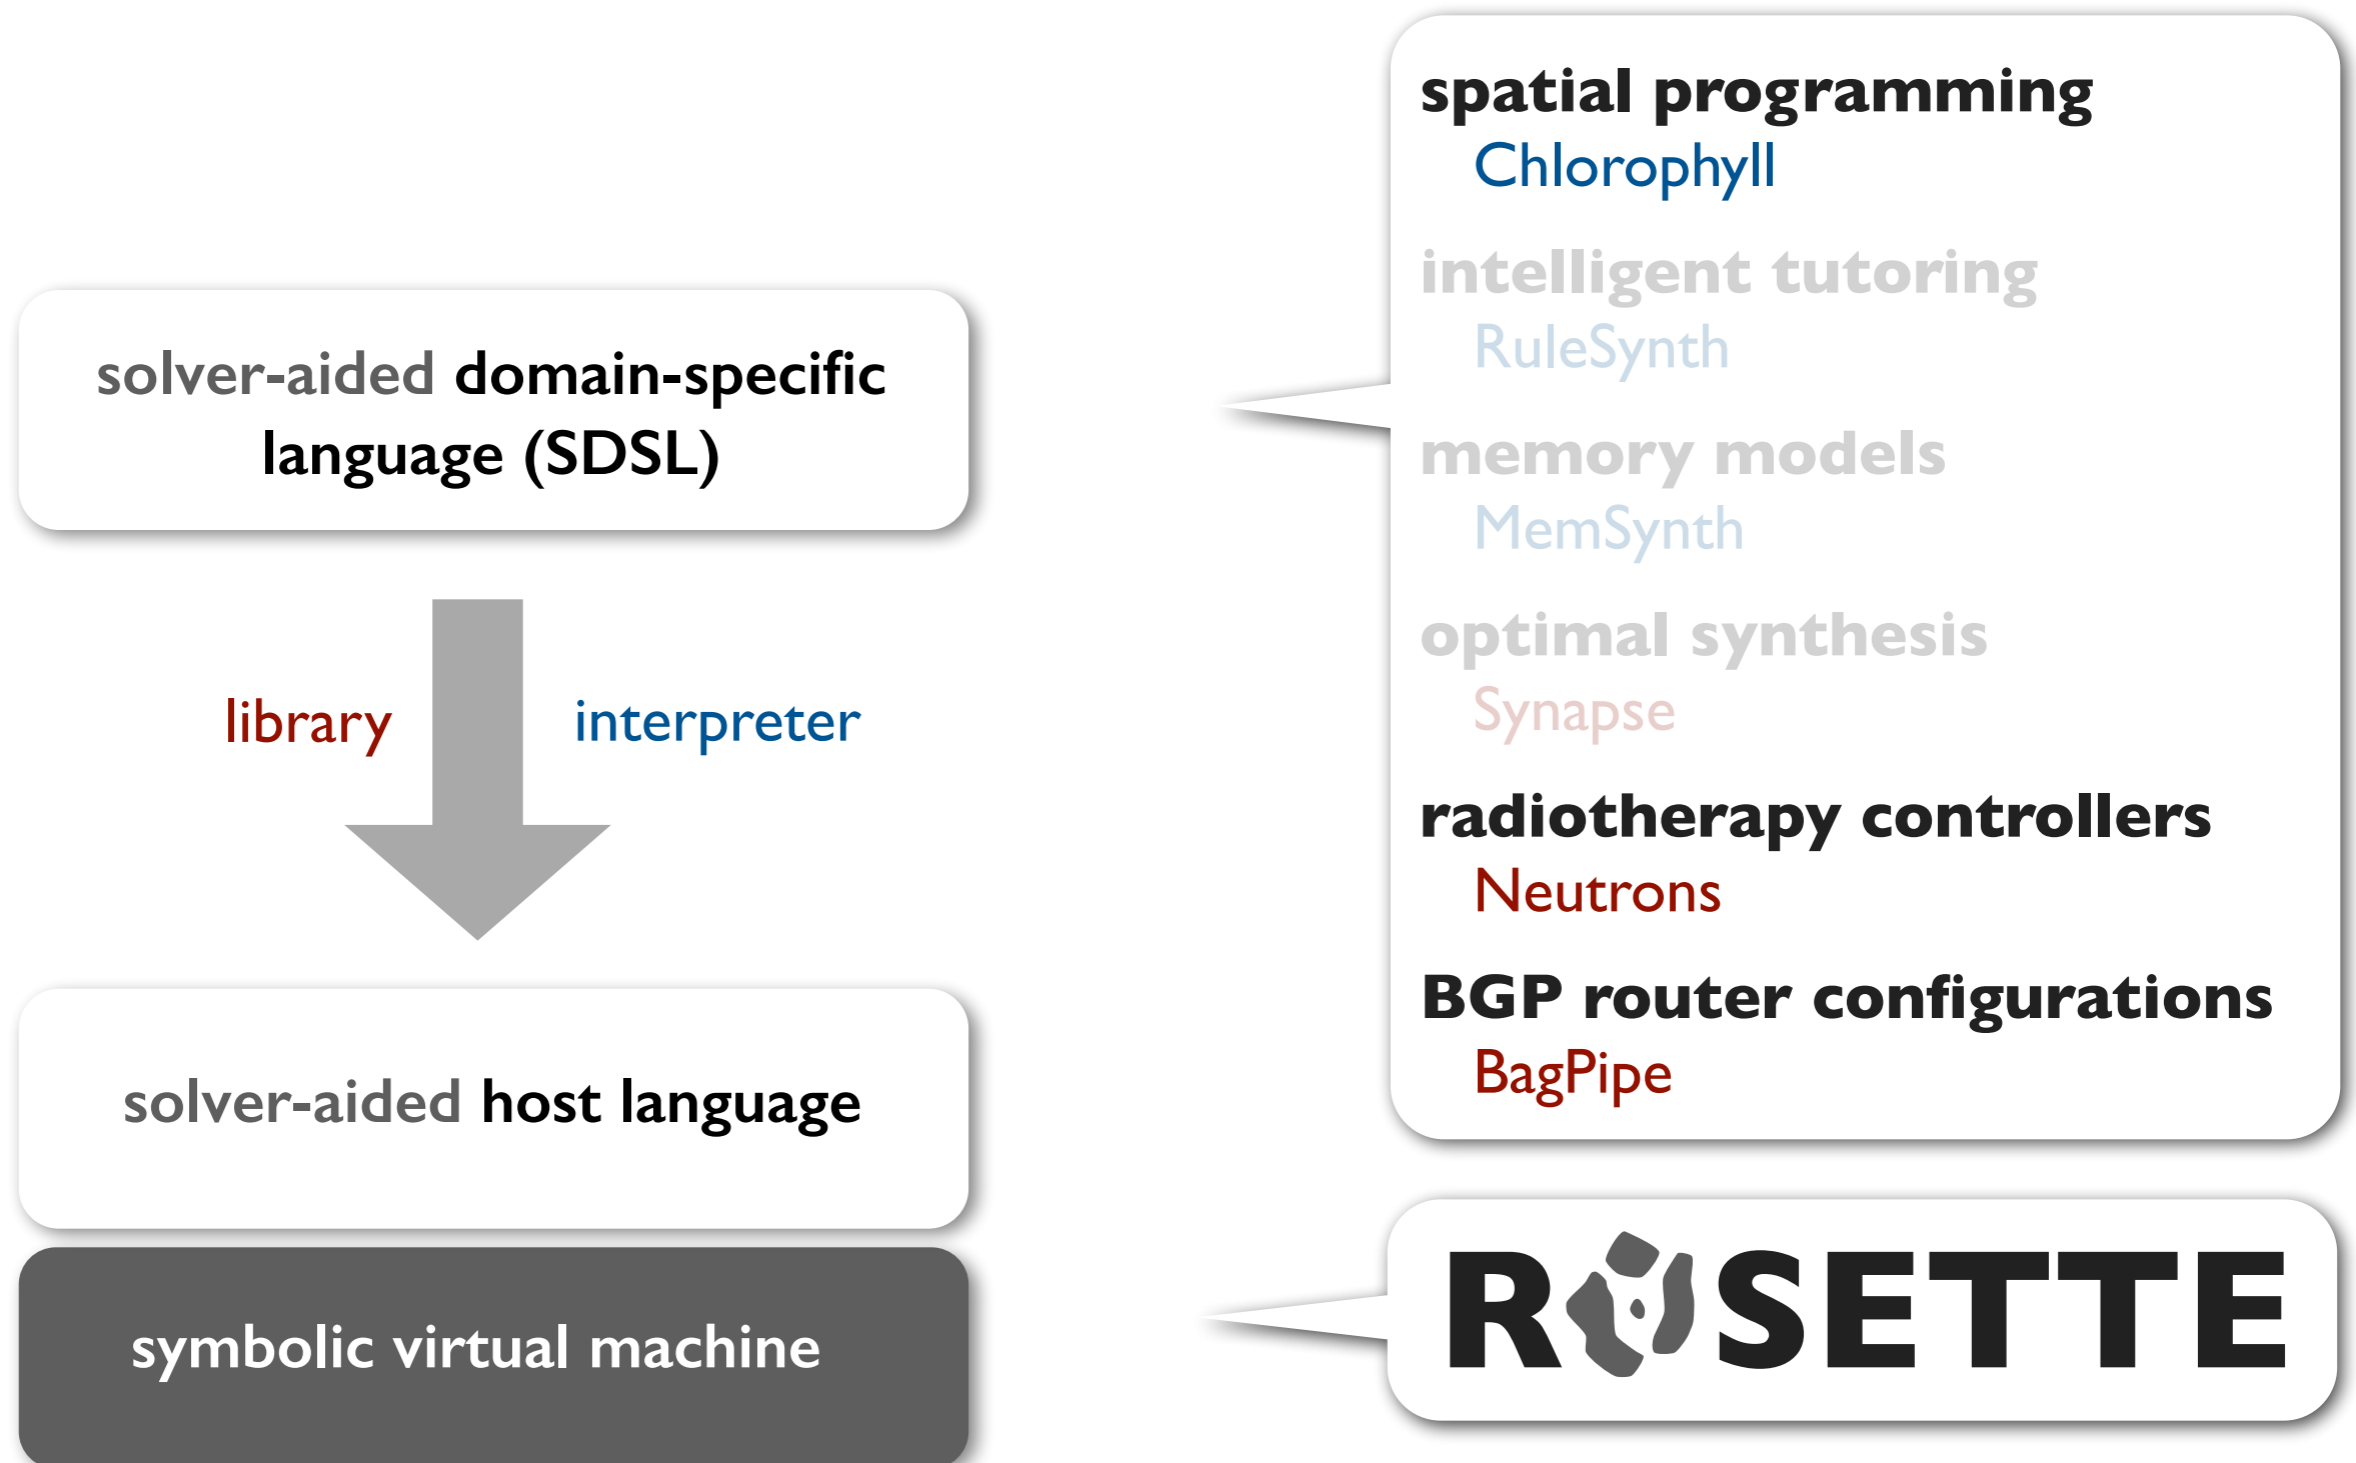 solver-aided domain-specific
language (SDSL)
library
interpreter
solver-aided host language
symbolic virtual machine
spatial programming
Chlorophyll
intelligent tutoring
RuleSynth
memory models
MemSynth
optimal synthesis
Synapse
radiotherapy controllers
Neutrons
BGP router configurations
BagPipe
ROSETTE